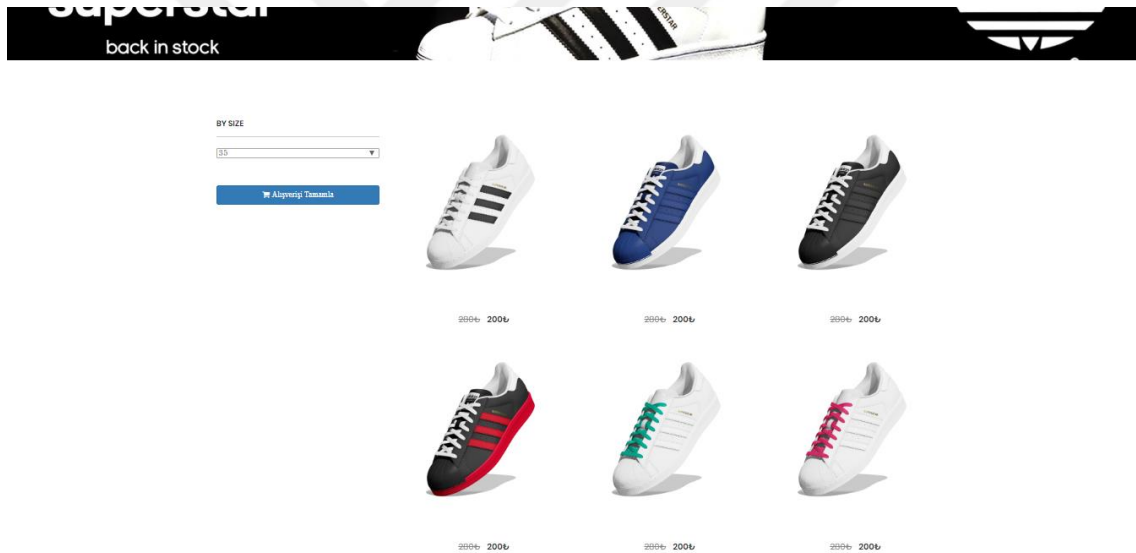 superstar
back in stock
SUPERSTAR
BY SIZE
35
Alışverişi Tamamla
280₺ 200₺
280₺ 200₺
280₺ 200₺
280₺ 200₺
280₺ 200₺
280₺ 200₺